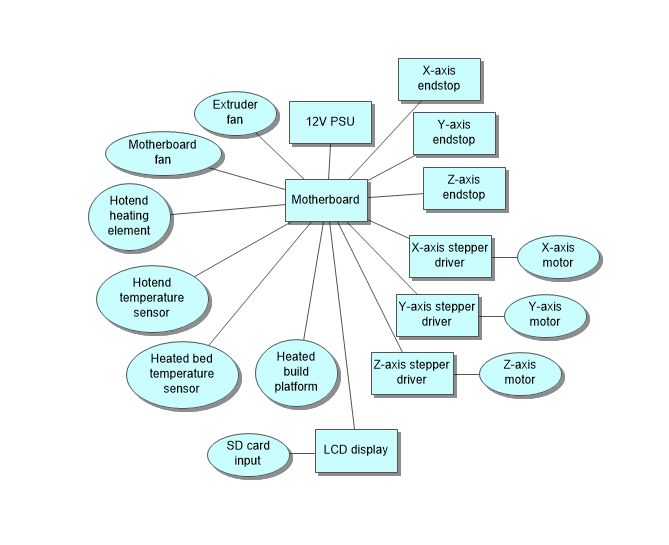 X-axis
endstop
Extruder
fan
12V PSU
Y-axis
endstop
Motherboard
fan
Z-axis
endstop
Motherboard
Hotend
heating
element
X-axis stepper
driver
X-axis
motor
Hotend
temperature
sensor
Y-axis stepper
driver
Y-axis
motor
Heated bed
temperature
sensor
Heated
build
platform
Z-axis stepper
driver
Z-axis
motor
SD card
input
LCD display